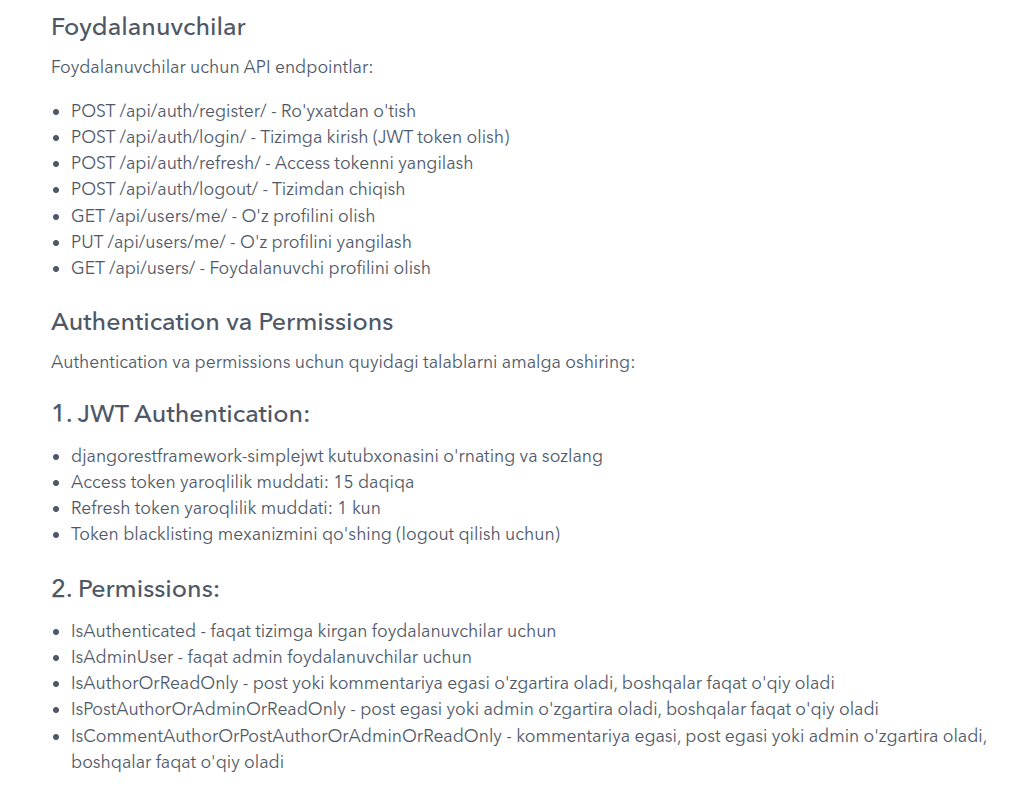 Foydalanuvchilar
Foydalanuvchilar uchun API endpointlar:
• POST /api/auth/register/ - Ro'yxatdan o'tish
• POST /api/auth/login/ - Tizimga kirish (JWT token olish)
• POST /api/auth/refresh/ - Access tokenni yangilash
• POST /api/auth/logout/ - Tizimdan chiqish
• GET /api/users/me/ - O'z profilini olish
• PUT /api/users/me/ - O'z profilini yangilash
• GET /api/users/ - Foydalanuvchi profilini olish
Authentication va Permissions
Authentication va permissions uchun quyidagi talablarni amalga oshiring:
1. JWT Authentication:
• djangorestframework-simplejwt kutubxonasini o'rnating va sozlang
• Access token yaroqlilik muddati: 15 daqiqa
• Refresh token yaroqlilik muddati: 1 kun
• Token blacklisting mexanizmini qo'shing (logout qilish uchun)
2. Permissions:
• IsAuthenticated - faqat tizimga kirgan foydalanuvchilar uchun
• IsAdminUser - faqat admin foydalanuvchilar uchun
• IsAuthorOrReadOnly - post yoki kommentariya egasi o'zgartira oladi, boshqalar faqat o'qiy oladi
• IsPostAuthorOrAdminOrReadOnly - post egasi yoki admin o'zgartira oladi, boshqalar faqat o'qiy oladi
• IsCommentAuthorOrPostAuthorOrAdminOrReadOnly - kommentariya egasi, post egasi yoki admin o'zgartira oladi,
boshqalar faqat o'qiy oladi